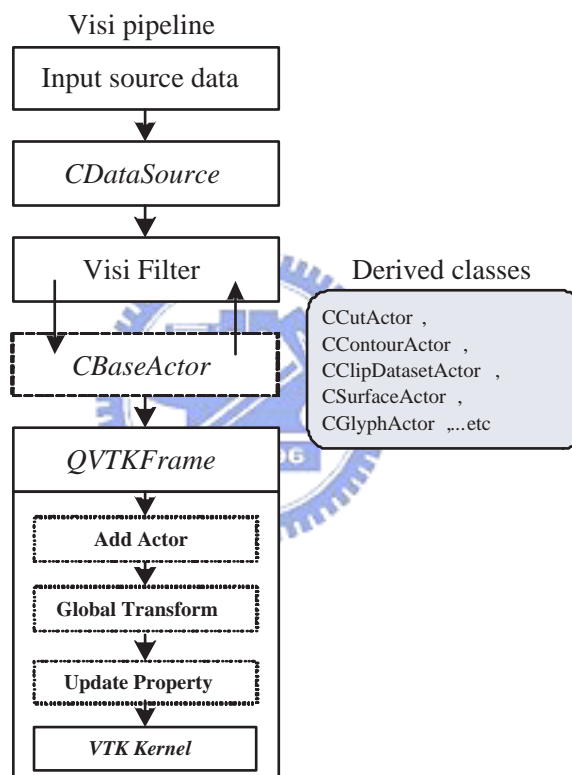 Visi pipeline
Input source data
CDataSource
Visi Filter
CBaseActor
Derived classes
CCutActor ,
CContourActor ,
CClipDatasetActor ,
CSurfaceActor ,
CGlyphActor ,...etc
QVTKFrame
Add Actor
Global Transform
Update Property
VTK Kernel